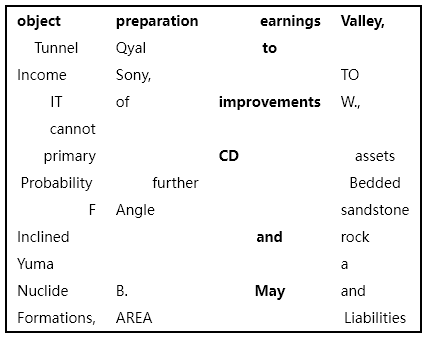 object preparation earnings Valley,
Tunnel Qyal to
Income Sony, TO
IT of improvements W.,
cannot
primary CD assets
Probability further Bedded
F Angle sandstone
Inclined and rock
Yuma a
Nuclide B. May and
Formations, AREA Liabilities